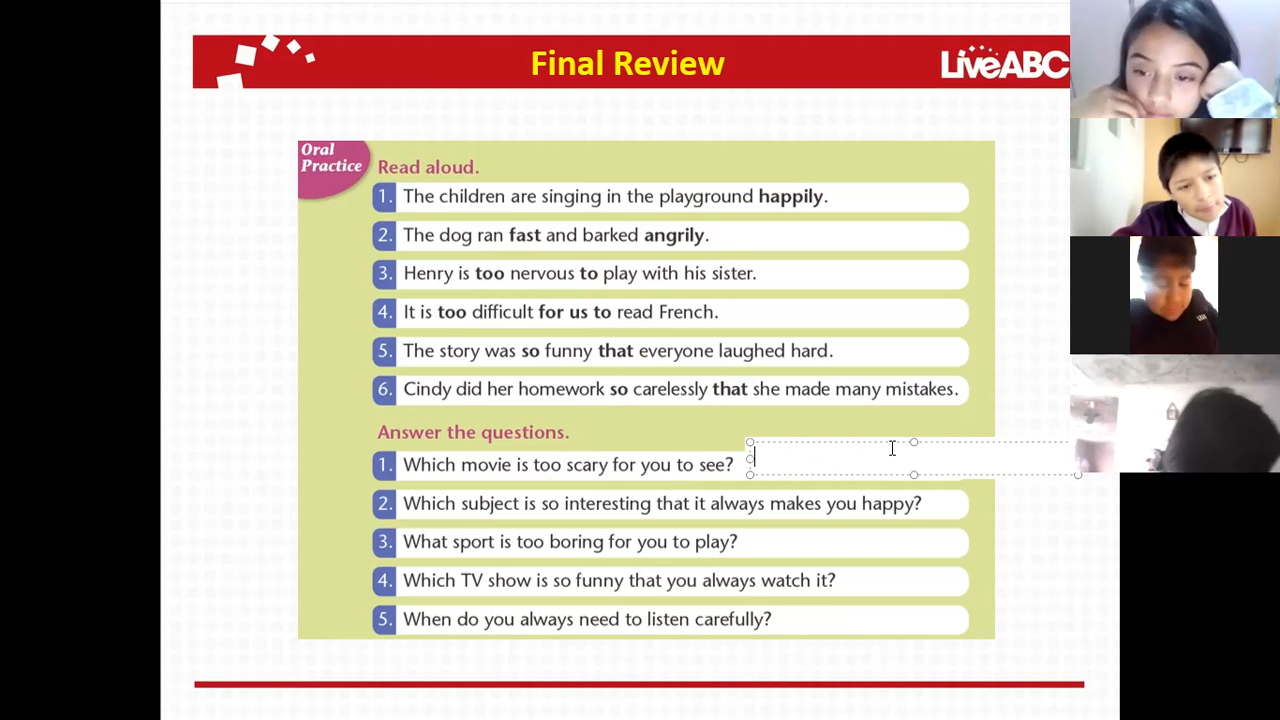 Final Review
LiveABC
Oral
Practice
Read aloud.
1. The children are singing in the playground happily.
2. The dog ran fast and barked angrily.
3. Henry is too nervous to play with his sister.
4. It is too difficult for us to read French.
5. The story was so funny that everyone laughed hard.
6. Cindy did her homework so carelessly that she made many mistakes.
Answer the questions.
1. Which movie is too scary for you to see?
2. Which subject is so interesting that it always makes you happy?
3. What sport is too boring for you to play?
4. Which TV show is so funny that you always watch it?
5. When do you always need to listen carefully?